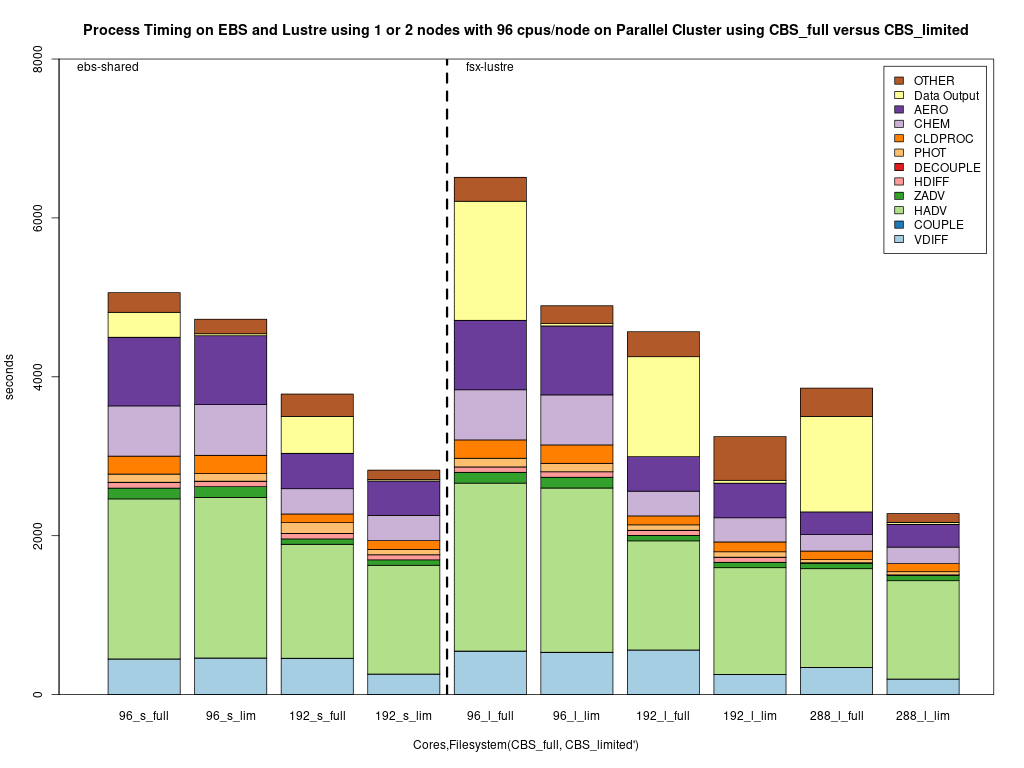 Process Timing on EBS and Lustre using 1 or 2 nodes with 96 cpus/node on Parallel Cluster using CBS_full versus CBS_limited
ebs-shared
fsx-lustre
OTHER
Data Output
AERO
CHEM
CLDPROC
PHOT
DECOUPLE
HDIFF
ZADV
HADV
COUPLE
VDIFF
seconds
8000
6000
4000
2000
0
96_s_full
96_s_lim
192_s_full
192_s_lim
96_l_full
96_l_lim
192_l_full
192_l_lim
288_l_full
288_l_lim
Cores,Filesystem(CBS_full, CBS_limited')